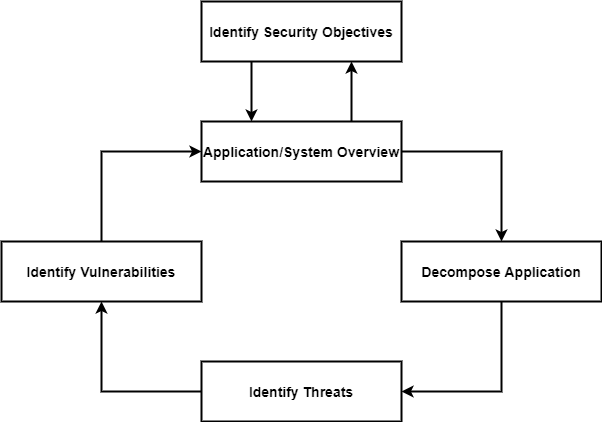 Identify Security Objectives
Application/System Overview
Identify Vulnerabilities
Decompose Application
Identify Threats